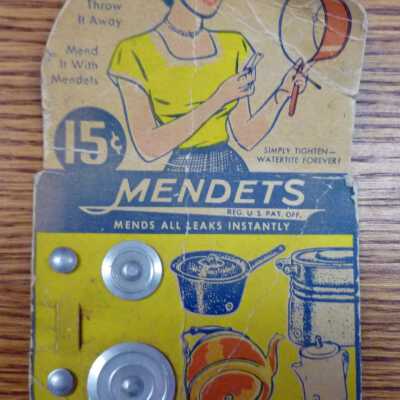 Throw
It Away
Mend
It With
Mendets
15¢
SIMPLY TIGHTEN—
WATERTITE FOREVER!
MENDETS
REG. U.S. PAT. OFF.
MENDS ALL LEAKS INSTANTLY